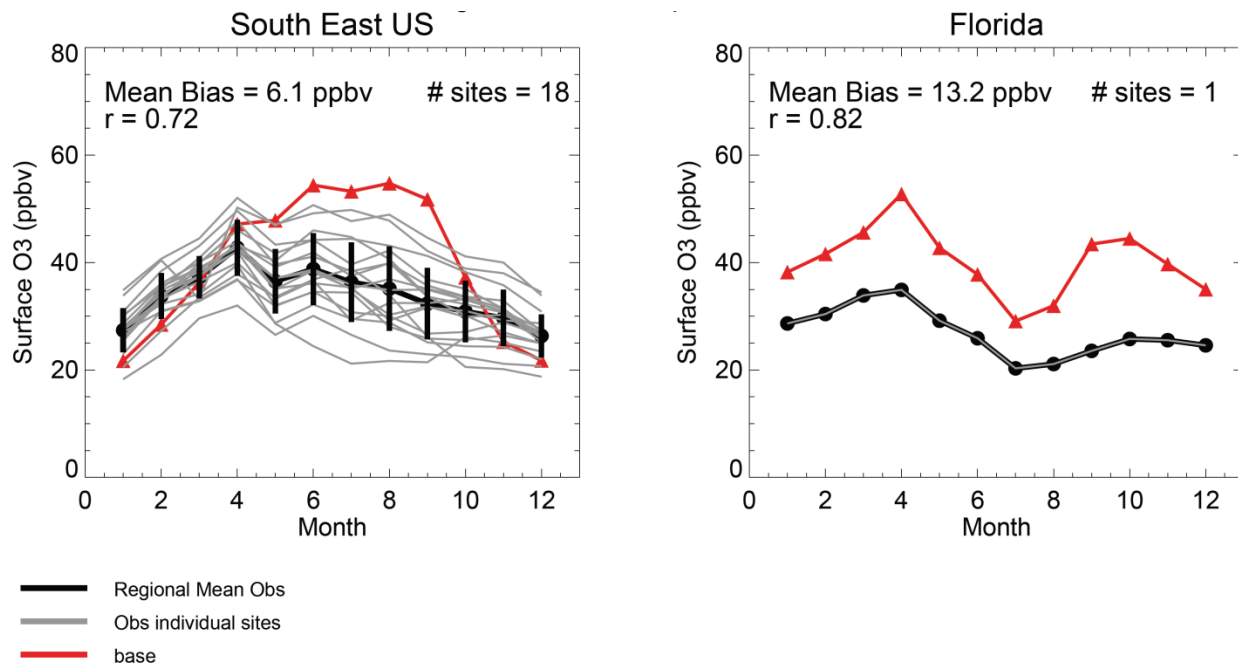 South East US
Mean Bias = 6.1 ppbv # sites = 18
r = 0.72
Surface O3 (ppbv)
80
60
40
20
0
0 2 4 6 8 10 12
Month
Florida
Mean Bias = 13.2 ppbv # sites = 1
r = 0.82
Surface O3 (ppbv)
80
60
40
20
0
0 2 4 6 8 10 12
Month
Regional Mean Obs
Obs individual sites
base